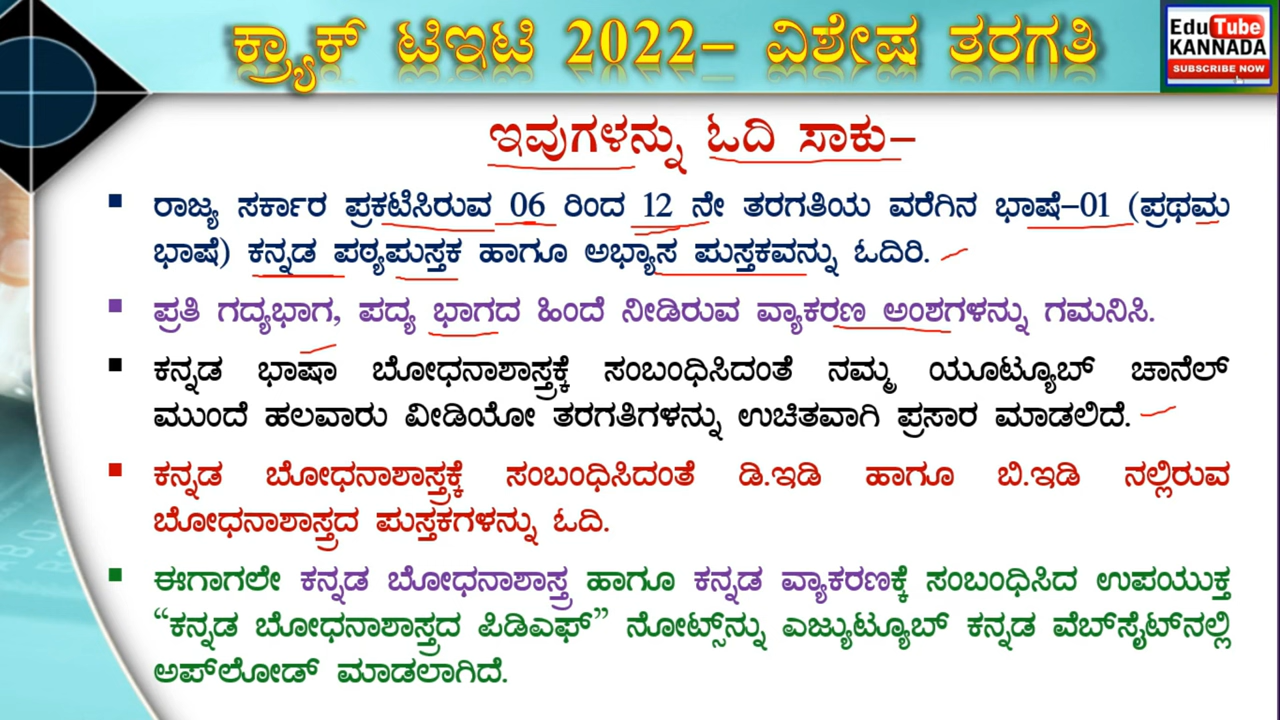 ಕ್ರ್ಯಾಕ್ ಟಿಇಟಿ 2022– ವಿಶೇಷ ತರಗತಿ
EduTube
KANNADA
SUBSCRIBE NOW
ಇವುಗಳನ್ನು ಓದಿ ಸಾಕು–
▪ ರಾಜ್ಯ ಸರ್ಕಾರ ಪ್ರಕಟಿಸಿರುವ 06 ರಿಂದ 12 ನೇ ತರಗತಿಯ ವರೆಗಿನ ಭಾಷೆ–01 (ಪ್ರಥಮ
ಭಾಷೆ) ಕನ್ನಡ ಪಠ್ಯಪುಸ್ತಕ ಹಾಗೂ ಅಭ್ಯಾಸ ಪುಸ್ತಕವನ್ನು ಓದಿರಿ.
▪ ಪ್ರತಿ ಗದ್ಯಭಾಗ, ಪದ್ಯ ಭಾಗದ ಹಿಂದೆ ನೀಡಿರುವ ವ್ಯಾಕರಣ ಅಂಶಗಳನ್ನು ಗಮನಿಸಿ.
▪ ಕನ್ನಡ ಭಾಷಾ ಬೋಧನಾಶಾಸ್ತ್ರಕ್ಕೆ ಸಂಬಂಧಿಸಿದಂತೆ ನಮ್ಮ ಯೂಟ್ಯೂಬ್ ಚಾನೆಲ್
ಮುಂದೆ ಹಲವಾರು ವೀಡಿಯೋ ತರಗತಿಗಳನ್ನು ಉಚಿತವಾಗಿ ಪ್ರಸಾರ ಮಾಡಲಿದೆ.
▪ ಕನ್ನಡ ಬೋಧನಾಶಾಸ್ತ್ರಕ್ಕೆ ಸಂಬಂಧಿಸಿದಂತೆ ಡಿ.ಇಡಿ ಹಾಗೂ ಬಿ.ಇಡಿ ನಲ್ಲಿರುವ
ಬೋಧನಾಶಾಸ್ತ್ರದ ಪುಸ್ತಕಗಳನ್ನು ಓದಿ.
▪ ಈಗಾಗಲೇ ಕನ್ನಡ ಬೋಧನಾಶಾಸ್ತ್ರ ಹಾಗೂ ಕನ್ನಡ ವ್ಯಾಕರಣಕ್ಕೆ ಸಂಬಂಧಿಸಿದ ಉಪಯುಕ್ತ
“ಕನ್ನಡ ಬೋಧನಾಶಾಸ್ತ್ರದ ಪಿಡಿಎಫ್” ನೋಟ್ಸ್‌ನ್ನು ಎಜ್ಯುಟ್ಯೂಬ್ ಕನ್ನಡ ವೆಬ್‌ಸೈಟ್‌ನಲ್ಲಿ
ಅಪ್‌ಲೋಡ್ ಮಾಡಲಾಗಿದೆ.